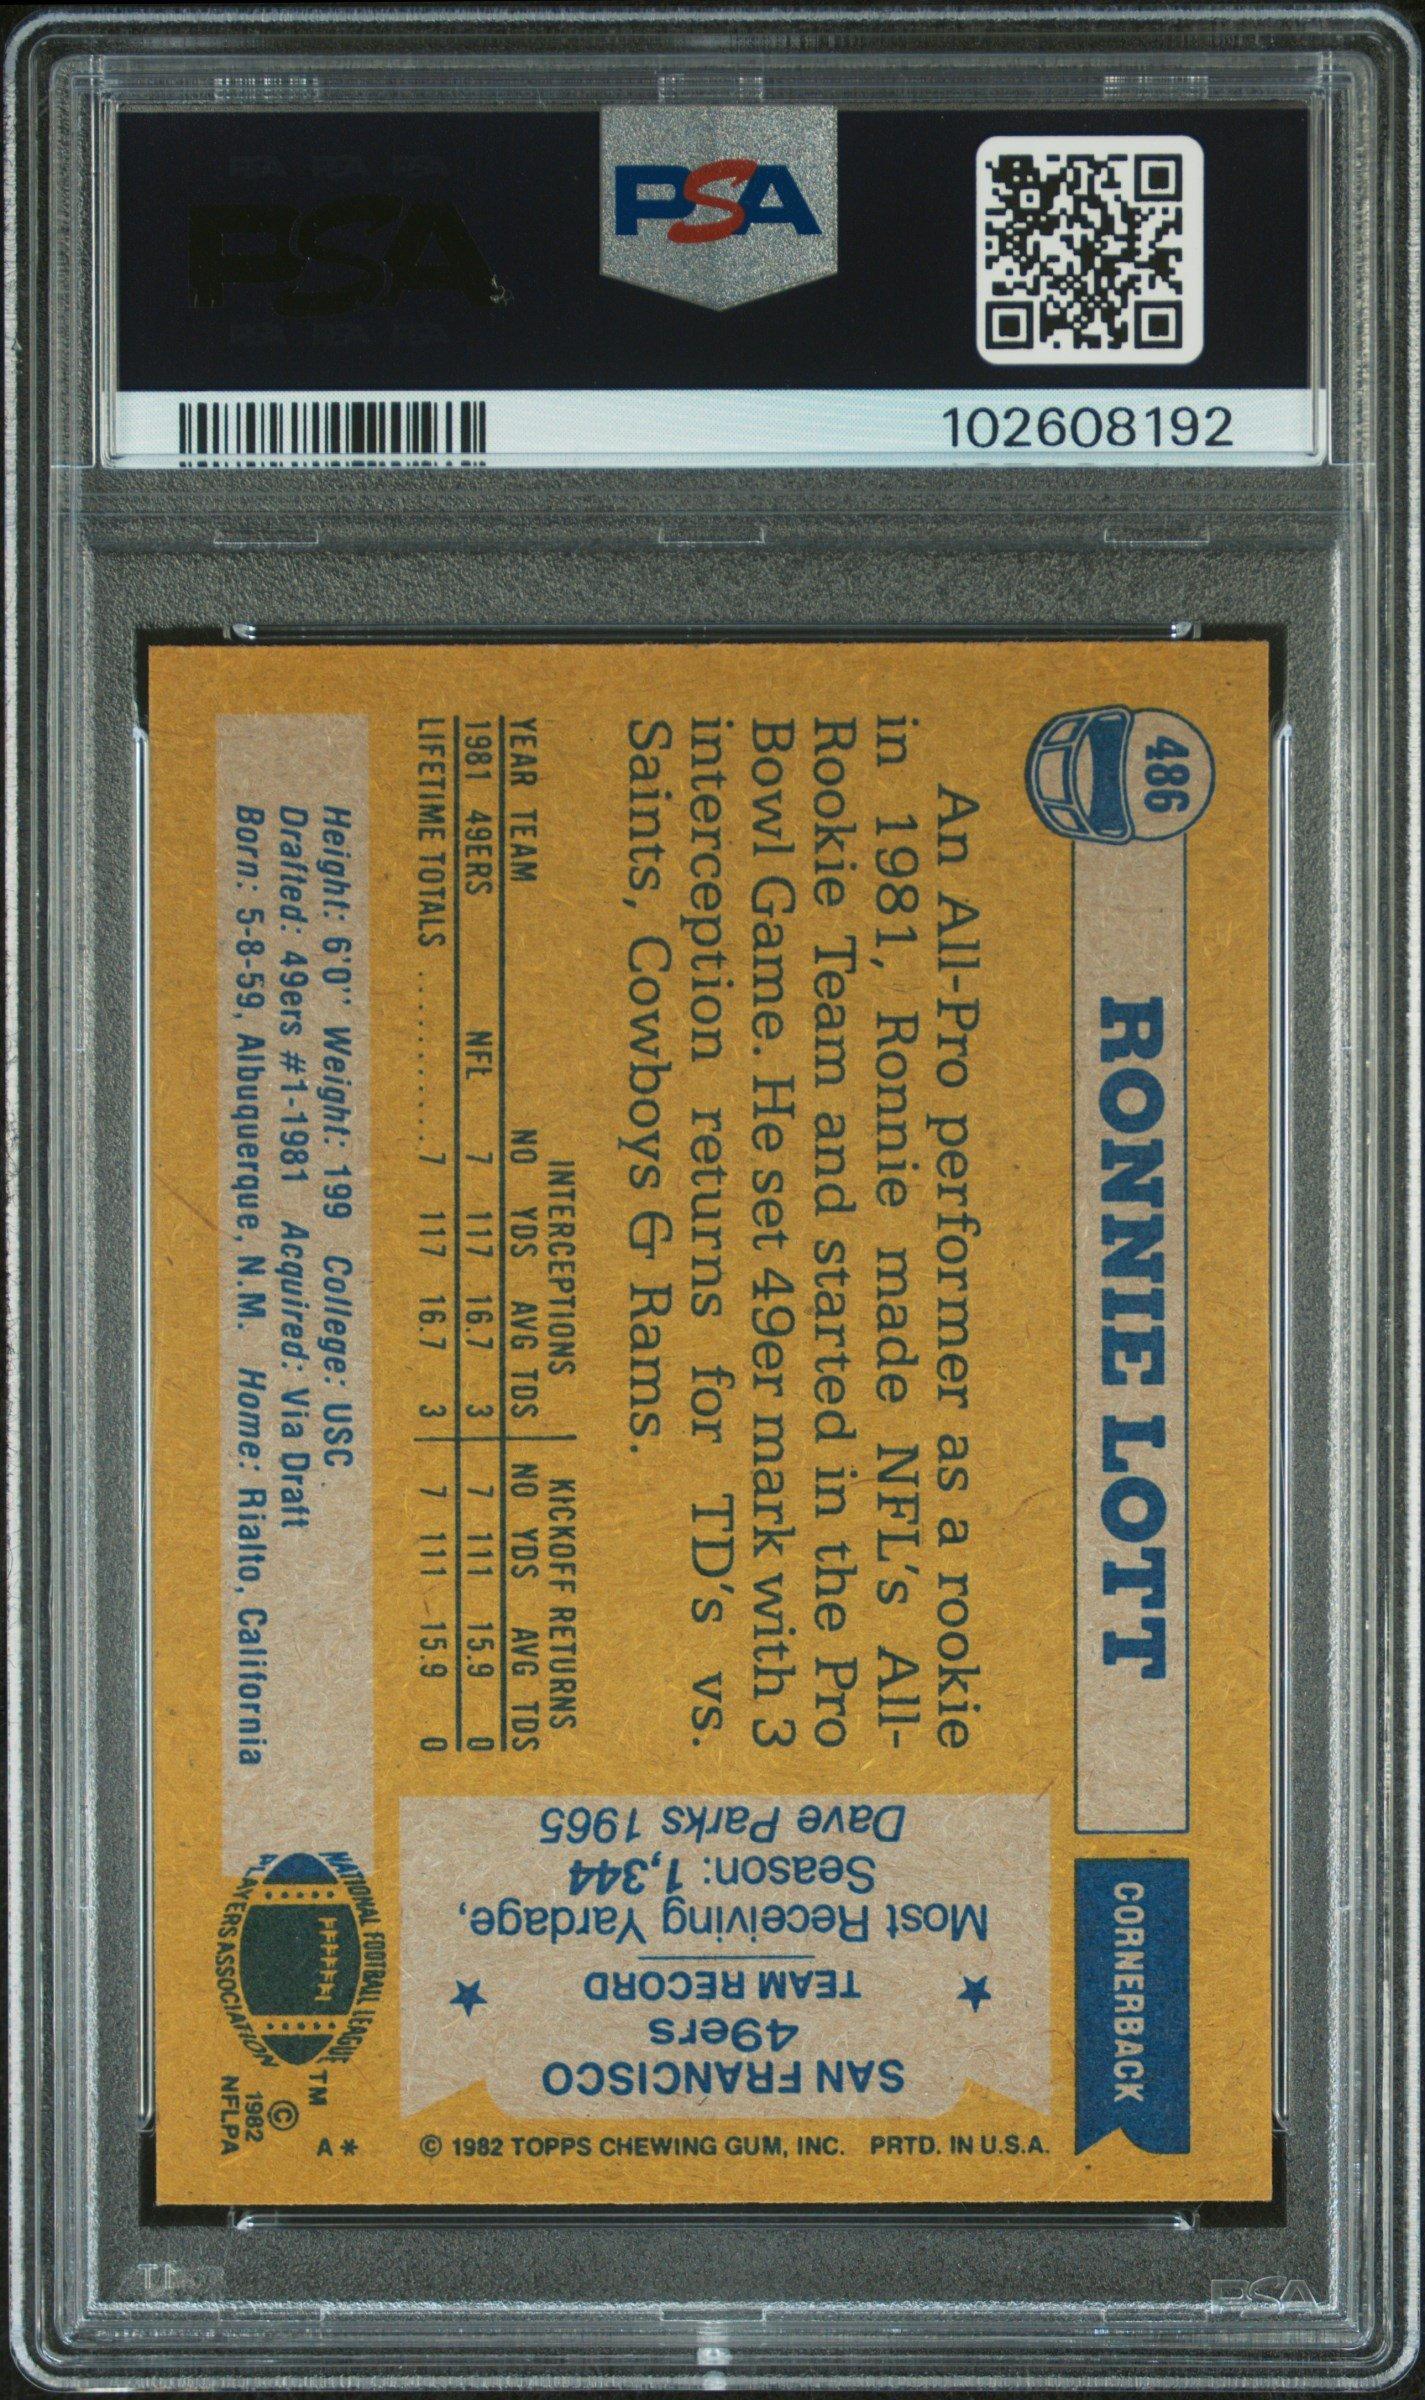 PSA
PSA
102608192
486
RONNIE LOTT
CORNERBACK
An All-Pro performer as a rookie
in 1981, Ronnie made NFL's All-
Rookie Team and started in the Pro
Bowl Game. He set 49er mark with 3
interception returns for TD's vs.
Saints, Cowboys & Rams.
INTERCEPTIONS KICKOFF RETURNS
YEAR TEAM NO YDS AVG TDS NO YDS AVG TDS
1981 49ERS NFL 7 117 16.7 3 7 111 15.9 0
LIFETIME TOTALS ..........7 117 16.7 3 7 111 15.9 0
Height: 6'0" Weight: 199 College: USC
Drafted: 49ers #1-1981 Acquired: Via Draft
Born: 5-8-59, Albuquerque, N.M. Home: Rialto, California
SAN FRANCISCO
49ers
TEAM RECORD
Most Receiving Yardage,
Season: 1,344
Dave Parks 1965
NATIONAL FOOTBALL LEAGUE
PLAYERS ASSOCIATION
TM
©
1982
NFLPA
A*
© 1982 TOPPS CHEWING GUM, INC. PRTD. IN U.S.A.
PSA